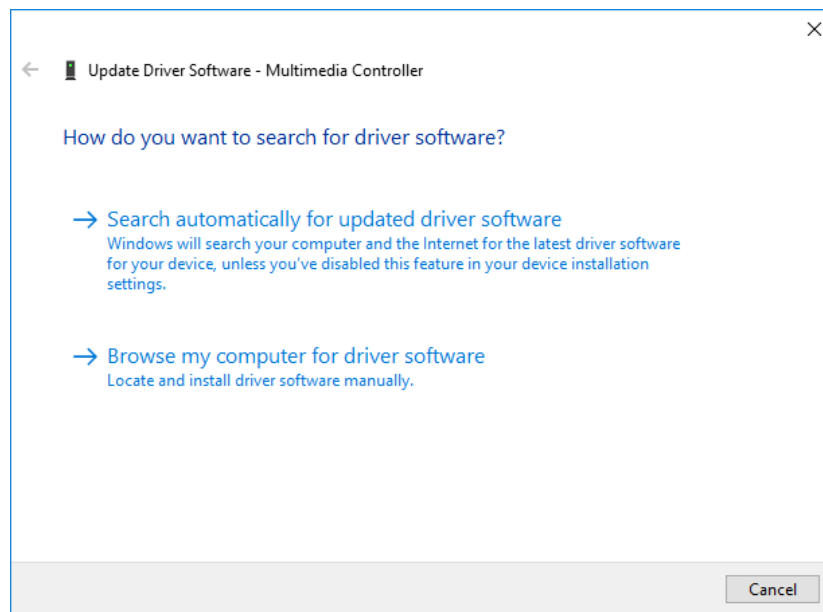 Update Driver Software - Multimedia Controller
How do you want to search for driver software?
Search automatically for updated driver software
Windows will search your computer and the Internet for the latest driver software
for your device, unless you've disabled this feature in your device installation
settings.
Browse my computer for driver software
Locate and install driver software manually.
Cancel